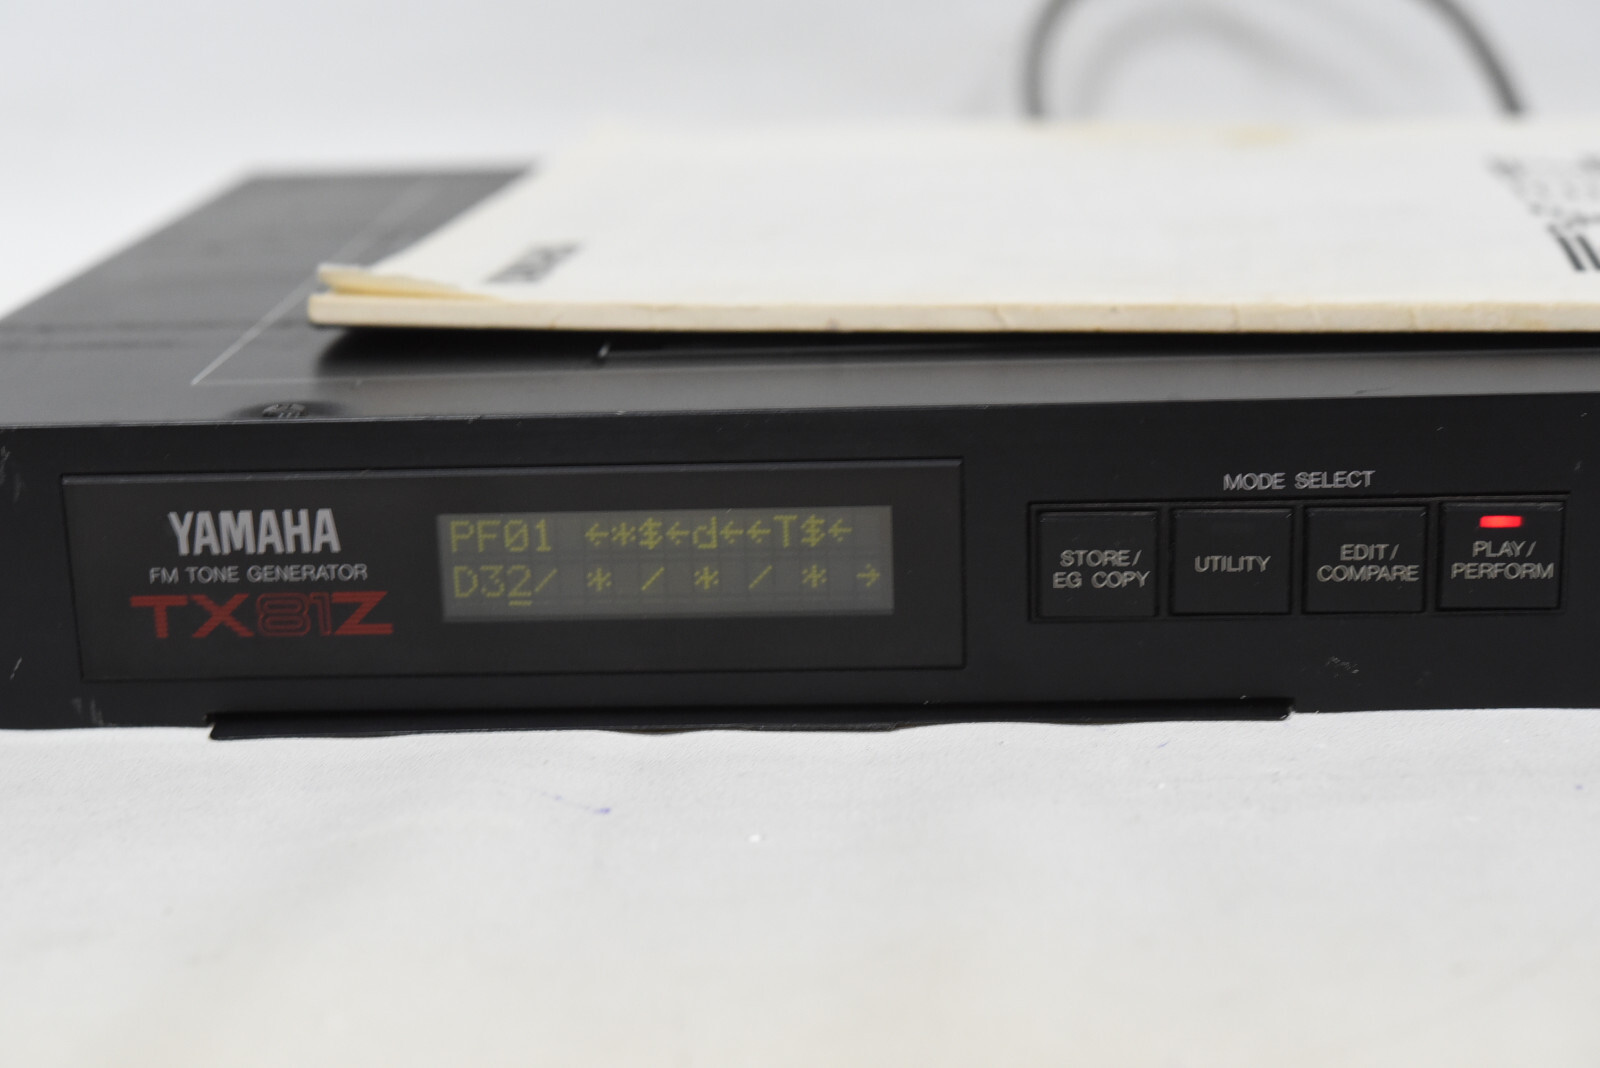 YAMAHA
FM TONE GENERATOR
TX81Z
PF01 ←*$←d←←T$←
D32/ * / * / * →
MODE SELECT
STORE/
EG COPY
UTILITY
EDIT/
COMPARE
PLAY/
PERFORM